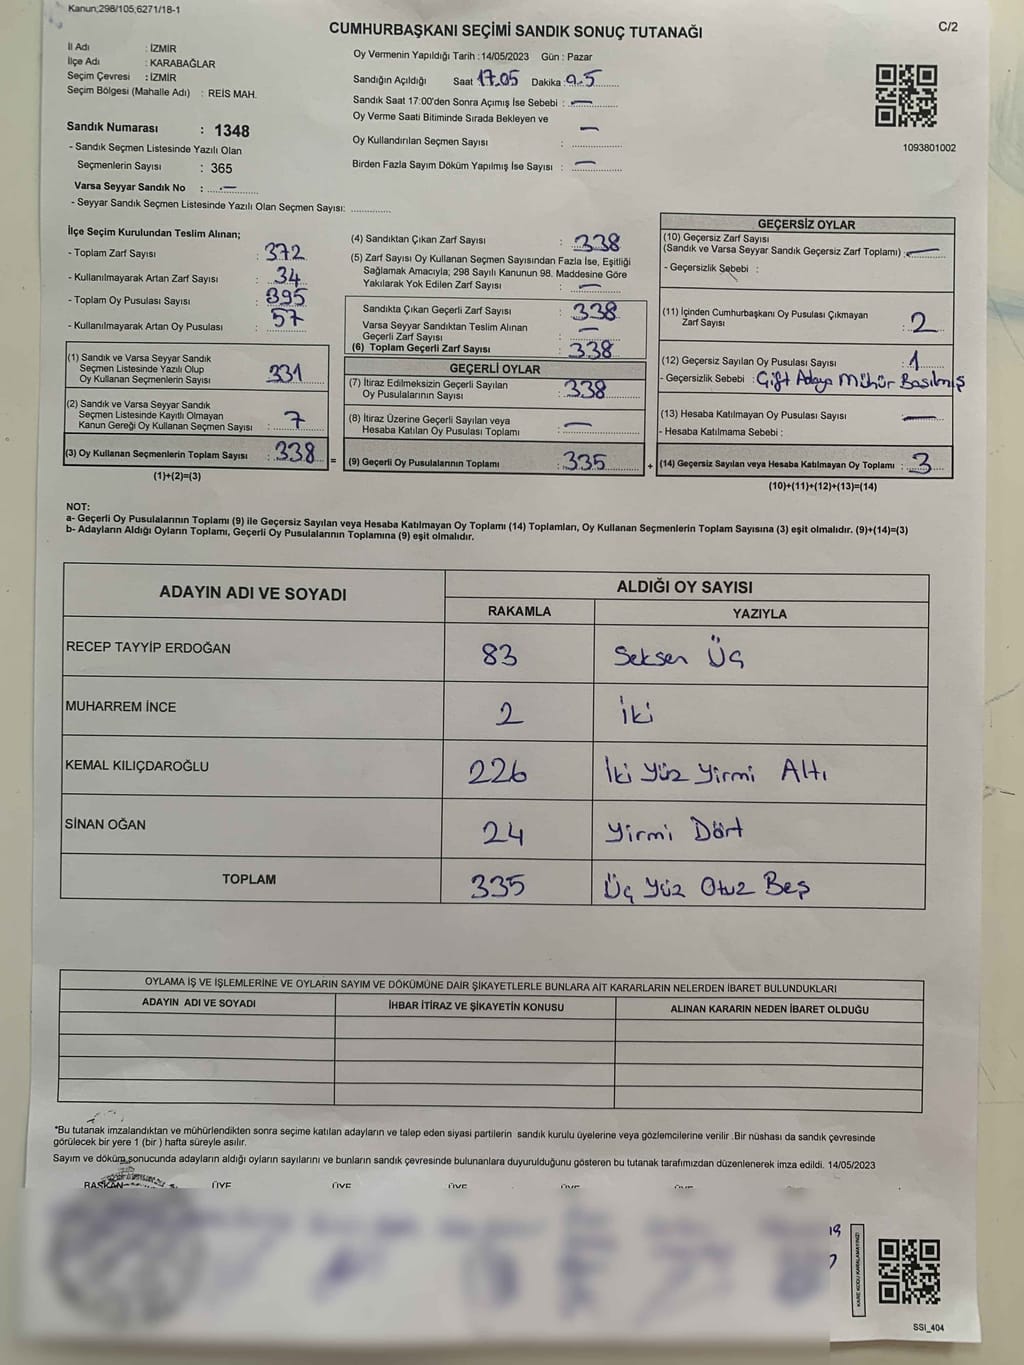 Kanun;298/105;6271/18-1
CUMHURBAŞKANI SEÇİMİ SANDIK SONUÇ TUTANAĞI
C/2
İl Adı : İZMİR
İlçe Adı : KARABAĞLAR
Seçim Çevresi : İZMİR
Seçim Bölgesi (Mahalle Adı) : REİS MAH.
Sandık Numarası : 1348
- Sandık Seçmen Listesinde Yazılı Olan
Seçmenlerin Sayısı : 365
Varsa Seyyar Sandık No : -
- Seyyar Sandık Seçmen Listesinde Yazılı Olan Seçmen Sayısı: ..............
Oy Vermenin Yapıldığı Tarih : 14/05/2023 Gün : Pazar
Sandığın Açıldığı Saat 17.05 Dakika
Sandık Saat 17:00'den Sonra Açımış İse Sebebi : -
Oy Verme Saati Bitiminde Sırada Bekleyen ve
Oy Kullandırılan Seçmen Sayısı : -
Birden Fazla Sayım Döküm Yapılmış İse Sayısı : -
1093801002
İlçe Seçim Kurulundan Teslim Alınan;
- Toplam Zarf Sayısı : 372
- Kullanılmayarak Artan Zarf Sayısı : 34
- Toplam Oy Pusulası Sayısı : 395
- Kullanılmayarak Artan Oy Pusulası : 57
(1) Sandık ve Varsa Seyyar Sandık
Seçmen Listesinde Yazılı Olup
Oy Kullanan Seçmenlerin Sayısı : 331
(2) Sandık ve Varsa Seyyar Sandık
Seçmen Listesinde Kayıtlı Olmayan
Kanun Gereği Oy Kullanan Seçmen Sayısı : 7
(3) Oy Kullanan Seçmenlerin Toplam Sayısı : 338 =
(1)+(2)=(3)
(4) Sandıktan Çıkan Zarf Sayısı : 338
(5) Zarf Sayısı Oy Kullanan Seçmen Sayısından Fazla İse, Eşitliği
Sağlamak Amacıyla; 298 Sayılı Kanunun 98. Maddesine Göre
Yakılarak Yok Edilen Zarf Sayısı : -
Sandıkta Çıkan Geçerli Zarf Sayısı : 338
Varsa Seyyar Sandıktan Teslim Alınan
Geçerli Zarf Sayısı : -
(6) Toplam Geçerli Zarf Sayısı : 338
GEÇERLİ OYLAR
(7) İtiraz Edilmeksizin Geçerli Sayılan
Oy Pusulalarının Sayısı : 338
(8) İtiraz Üzerine Geçerli Sayılan veya
Hesaba Katılan Oy Pusulası Toplamı : -
(9) Geçerli Oy Pusulalarının Toplamı : 335 +
GEÇERSİZ OYLAR
(10) Geçersiz Zarf Sayısı
(Sandık ve Varsa Seyyar Sandık Geçersiz Zarf Toplamı) : -
- Geçersizlik Sebebi :
(11) İçinden Cumhurbaşkanı Oy Pusulası Çıkmayan
Zarf Sayısı : 2
(12) Geçersiz Sayılan Oy Pusulası Sayısı : 1
- Geçersizlik Sebebi : Çift Adaya Mühür Basılmış
(13) Hesaba Katılmayan Oy Pusulası Sayısı : -
- Hesaba Katılmama Sebebi :
(14) Geçersiz Sayılan veya Hesaba Katılmayan Oy Toplamı : 3
(10)+(11)+(12)+(13)=(14)
NOT:
a- Geçerli Oy Pusulalarının Toplamı (9) ile Geçersiz Sayılan veya Hesaba Katılmayan Oy Toplamı (14) Toplamları, Oy Kullanan Seçmenlerin Toplam Sayısına (3) eşit olmalıdır. (9)+(14)=(3)
b- Adayların Aldığı Oyların Toplamı, Geçerli Oy Pusulalarının Toplamına (9) eşit olmalıdır.
ADAYIN ADI VE SOYADI ALDIĞI OY SAYISI
RAKAMLA YAZIYLA
RECEP TAYYİP ERDOĞAN 83 Seksen Üç
MUHARREM İNCE 2 İki
KEMAL KILIÇDAROĞLU 226 İki Yüz Yirmi Altı
SİNAN OĞAN 24 Yirmi Dört
TOPLAM 335 Üç Yüz Otuz Beş
OYLAMA İŞ VE İŞLEMLERİNE VE OYLARIN SAYIM VE DÖKÜMÜNE DAİR ŞİKAYETLERLE BUNLARA AİT KARARLARIN NELERDEN İBARET BULUNDUKLARI
ADAYIN ADI VE SOYADI İHBAR İTİRAZ VE ŞİKAYETİN KONUSU ALINAN KARARIN NEDEN İBARET OLDUĞU
*Bu tutanak imzalandıktan ve mühürlendikten sonra seçime katılan adayların ve talep eden siyasi partilerin sandık kurulu üyelerine veya gözlemcilerine verilir .Bir nüshası da sandık çevresinde
görülecek bir yere 1 (bir ) hafta süreyle asılır.
Sayım ve döküm sonucunda adayların aldığı oyların sayılarını ve bunların sandık çevresinde bulunanlara duyurulduğunu gösteren bu tutanak tarafımızdan düzenlenerek imza edildi. 14/05/2023
BAŞKAN ÜYE ÜYE ÜYE ÜYE ÜYE
KARE KODU KARALAMAYINIZ!
SSI_404